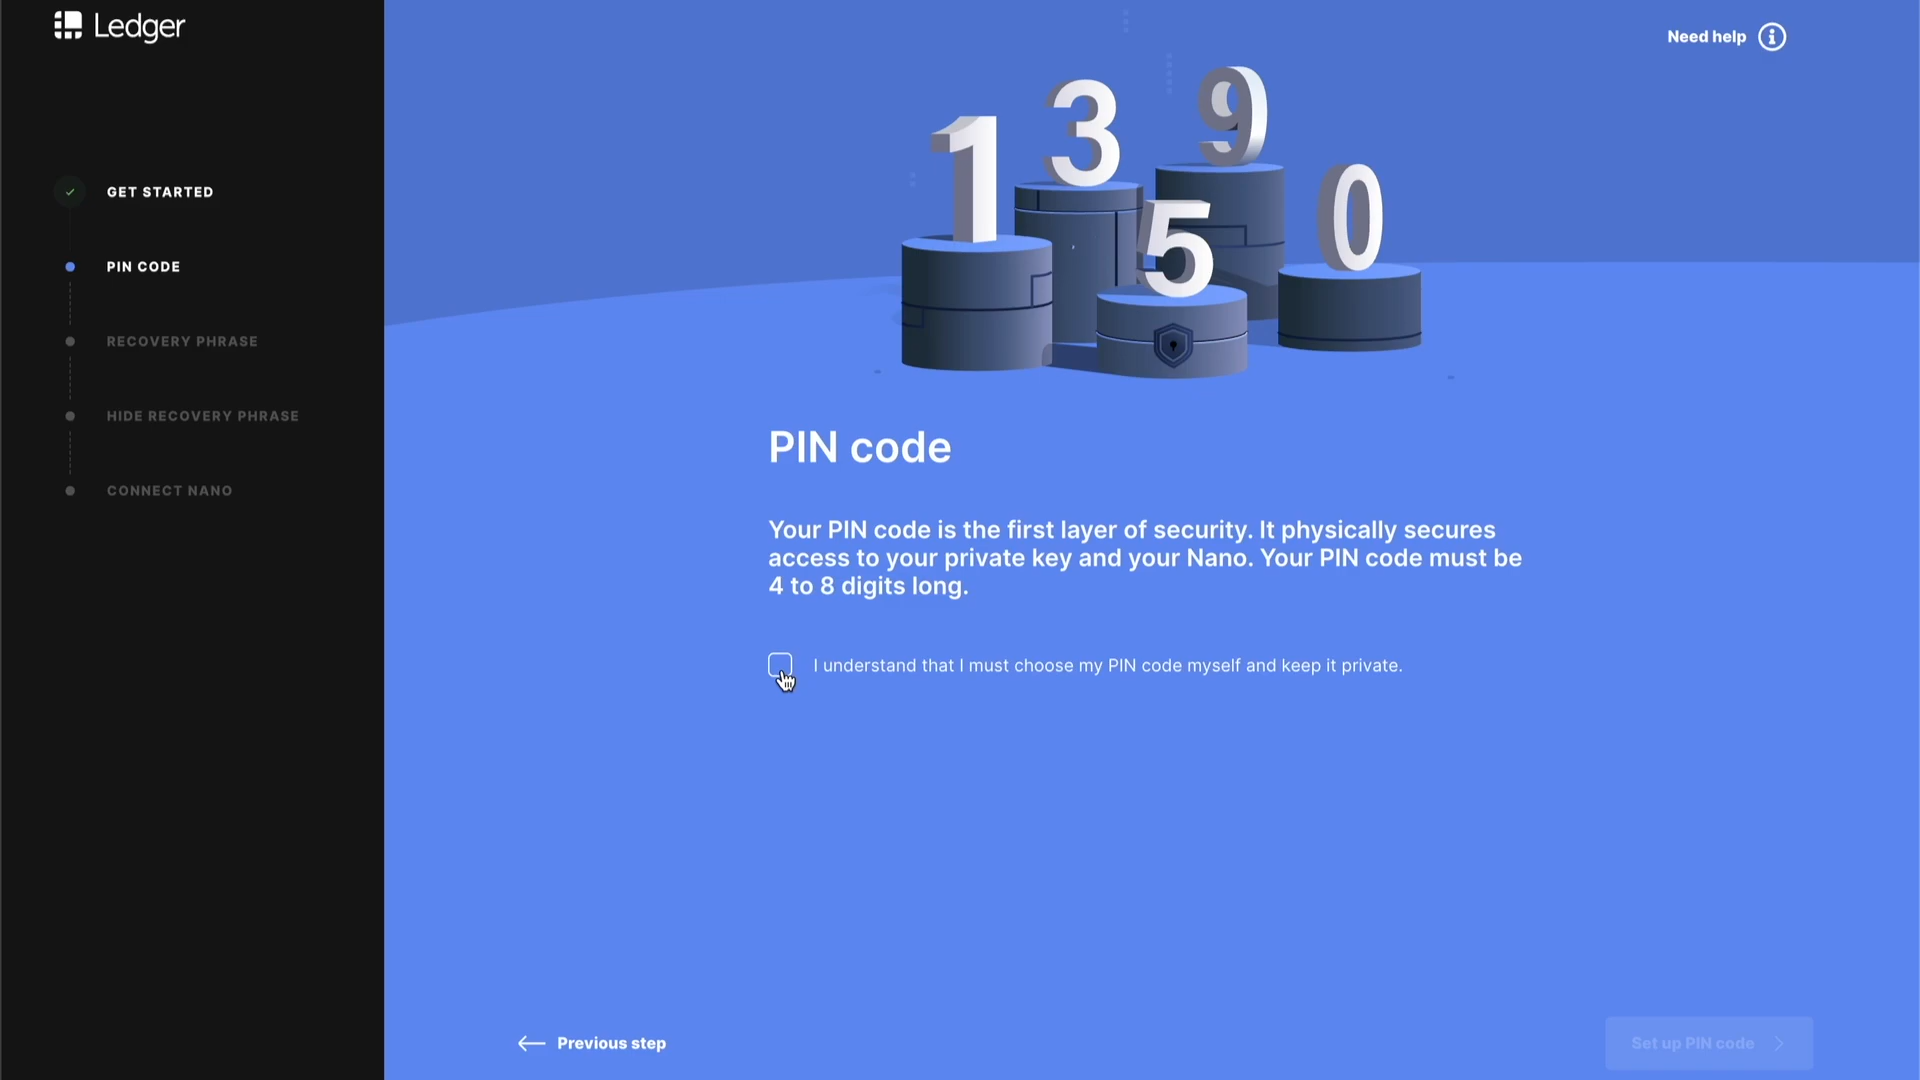 Ledger
Need help
GET STARTED
PIN CODE
RECOVERY PHRASE
HIDE RECOVERY PHRASE
CONNECT NANO
1 3 9 5 0
PIN code
Your PIN code is the first layer of security. It physically secures
access to your private key and your Nano. Your PIN code must be
4 to 8 digits long.
I understand that I must choose my PIN code myself and keep it private.
Previous step
Set up PIN code